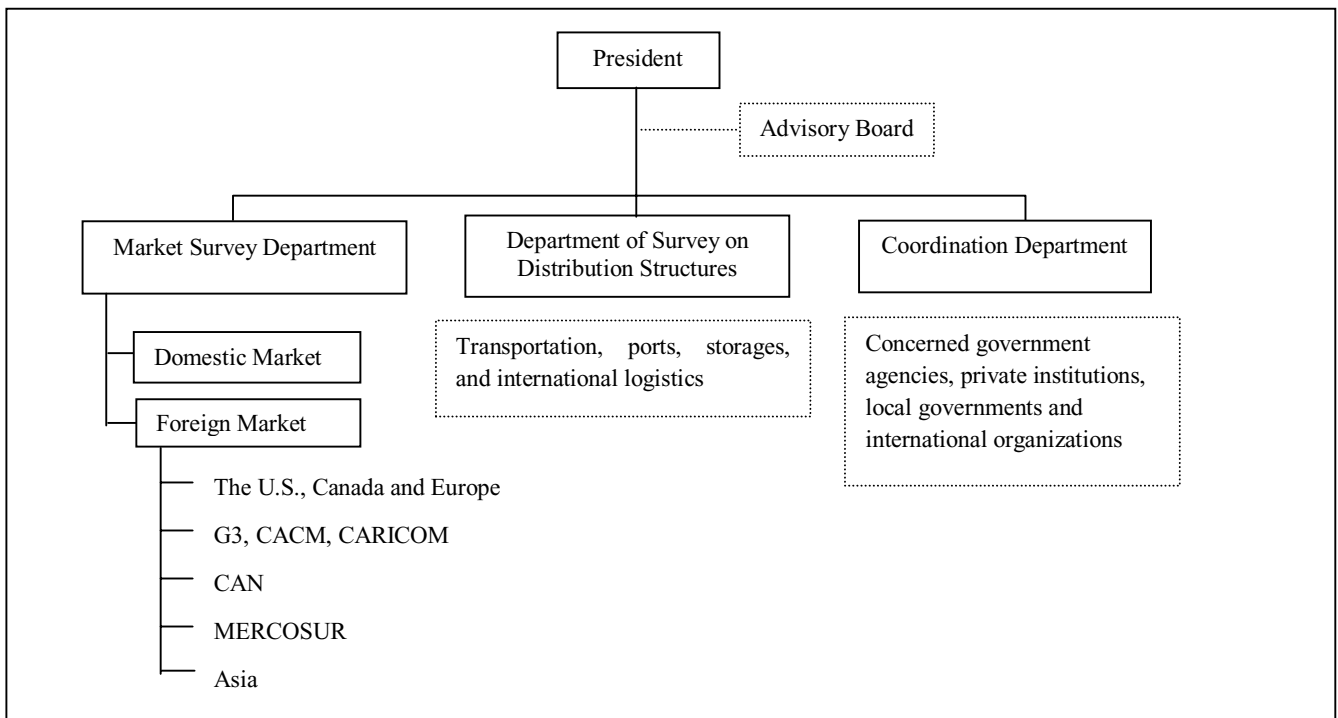 President
Advisory Board
Market Survey Department
Department of Survey on
Distribution Structures
Coordination Department
Domestic Market
Foreign Market
The U.S., Canada and Europe
G3, CACM, CARICOM
CAN
MERCOSUR
Asia
Transportation, ports, storages,
and international logistics
Concerned government
agencies, private institutions,
local governments and
international organizations